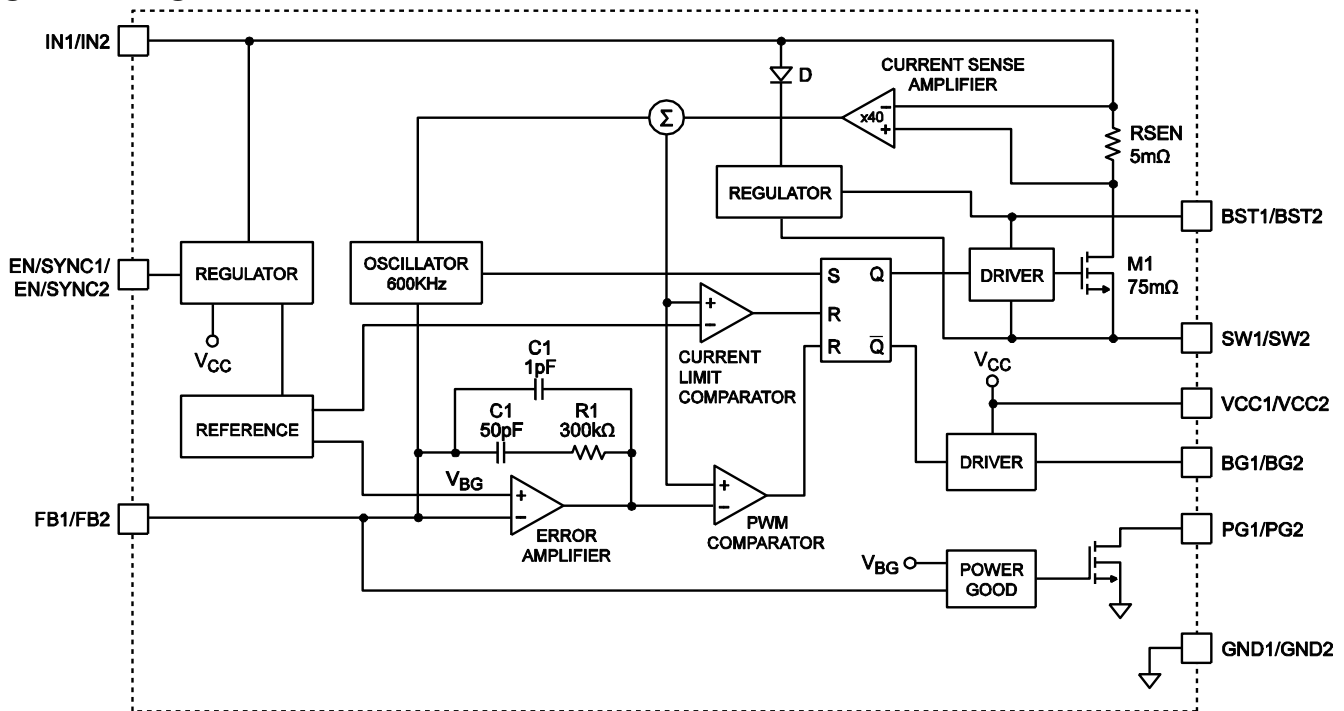 IN1/IN2
D
CURRENT SENSE
AMPLIFIER
x40
−
+
Σ
RSEN
5mΩ
REGULATOR
BST1/BST2
EN/SYNC1/
EN/SYNC2
REGULATOR
OSCILLATOR
600KHz
S
Q
R
R
Q̅
DRIVER
M1
75mΩ
+
−
CURRENT
LIMIT
COMPARATOR
SW1/SW2
VCC
VCC
VCC1/VCC2
C1
1pF
C1
50pF
R1
300kΩ
REFERENCE
DRIVER
BG1/BG2
VBG
+
−
ERROR
AMPLIFIER
+
−
PWM
COMPARATOR
FB1/FB2
PG1/PG2
VBG
POWER
GOOD
GND1/GND2